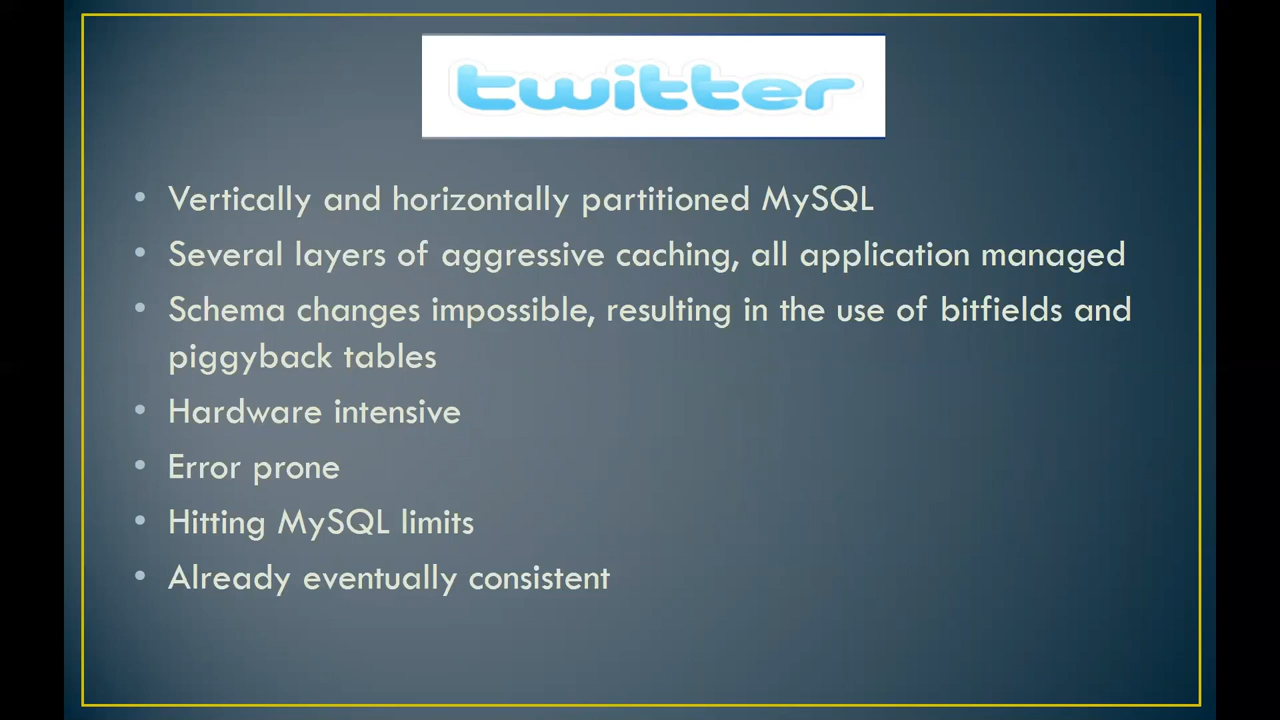 twitter
• Vertically and horizontally partitioned MySQL
• Several layers of aggressive caching, all application managed
• Schema changes impossible, resulting in the use of bitfields and
piggyback tables
• Hardware intensive
• Error prone
• Hitting MySQL limits
• Already eventually consistent